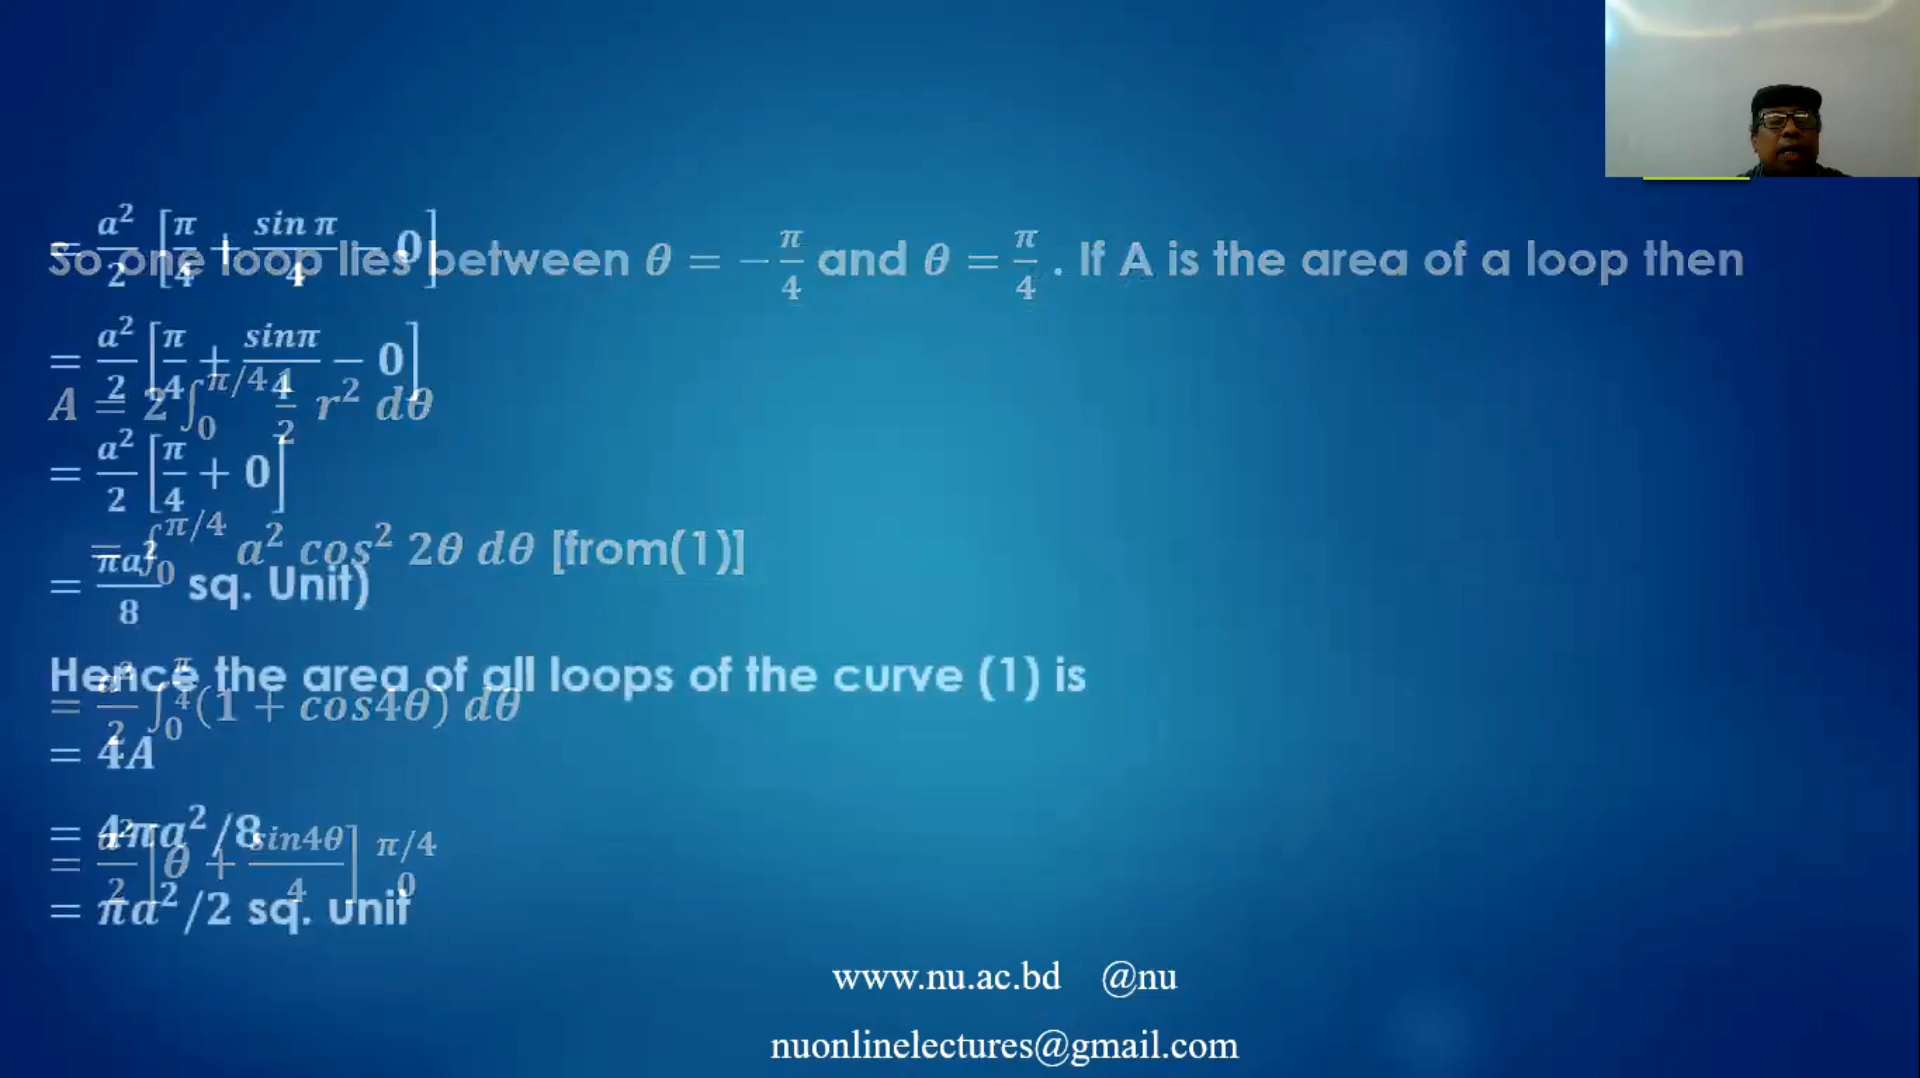 So one loop lies between θ = −π/4 and θ = π/4 . If A is the area of a loop then
A = 2 ∫₀^{π/4} 1/2 r² dθ
= ∫₀^{π/4} a² cos² 2θ dθ [from(1)]
= a²/2 ∫₀^{π/4} (1 + cos4θ) dθ
= a²/2 [θ + sin4θ/4] π/4 0
= a²/2 [π/4 + sin π/4 − 0]
= a²/2 [π/4 + sinπ/4 − 0]
= a²/2 [π/4 + 0]
= πa²/8 sq. Unit)
Hence the area of all loops of the curve (1) is
= 4A
= 4πa²/8
= πa²/2 sq. unit
www.nu.ac.bd @nu
nuonlinelectures@gmail.com